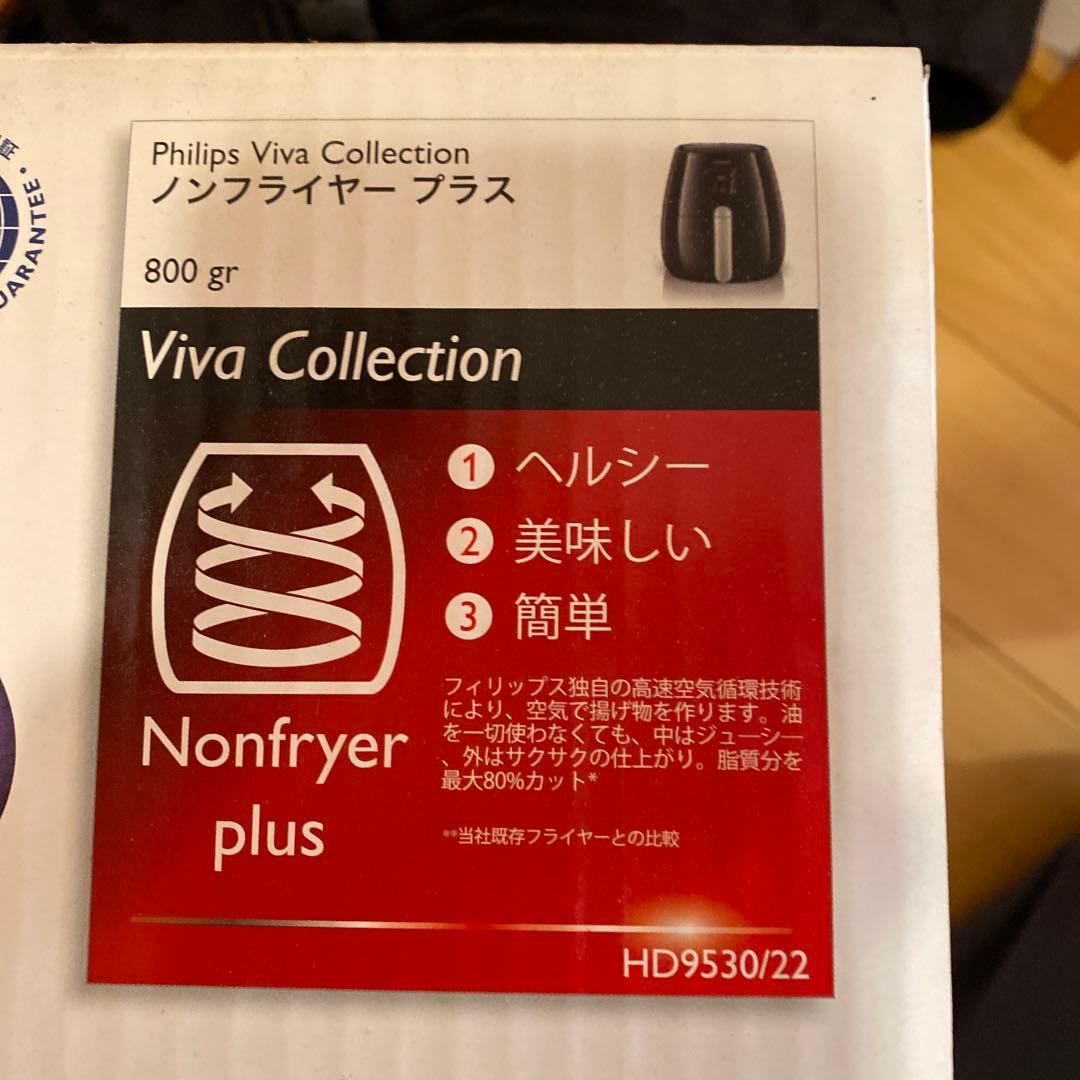 証
GUARANTEE
Philips Viva Collection
ノンフライヤー プラス
800 gr
Viva Collection
1 ヘルシー
2 美味しい
3 簡単
フィリップス独自の高速空気循環技術
により、空気で揚げ物を作ります。油
を一切使わなくても、中はジューシー
、外はサクサクの仕上がり。脂質分を
最大80%カット*
**当社既存フライヤーとの比較
Nonfryer
plus
HD9530/22